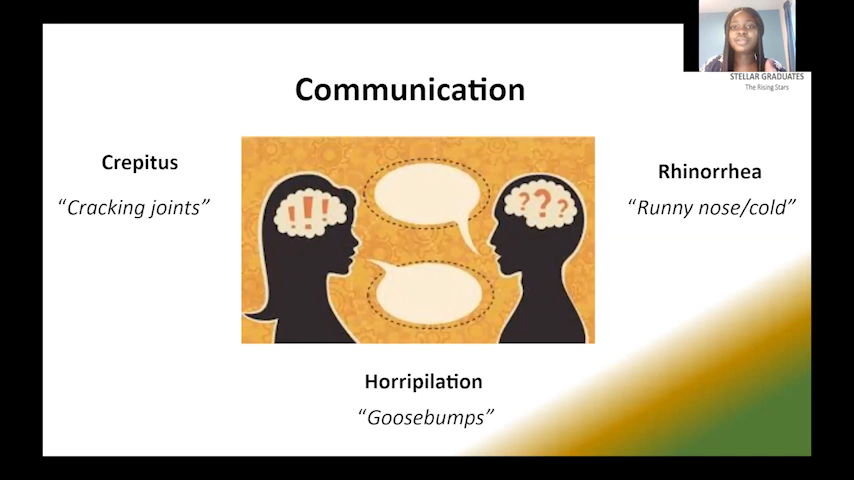 STELLAR GRADUATES
The Rising Stars
Communication
Crepitus
“Cracking joints”
!!!
???
Rhinorrhea
“Runny nose/cold”
Horripilation
“Goosebumps”